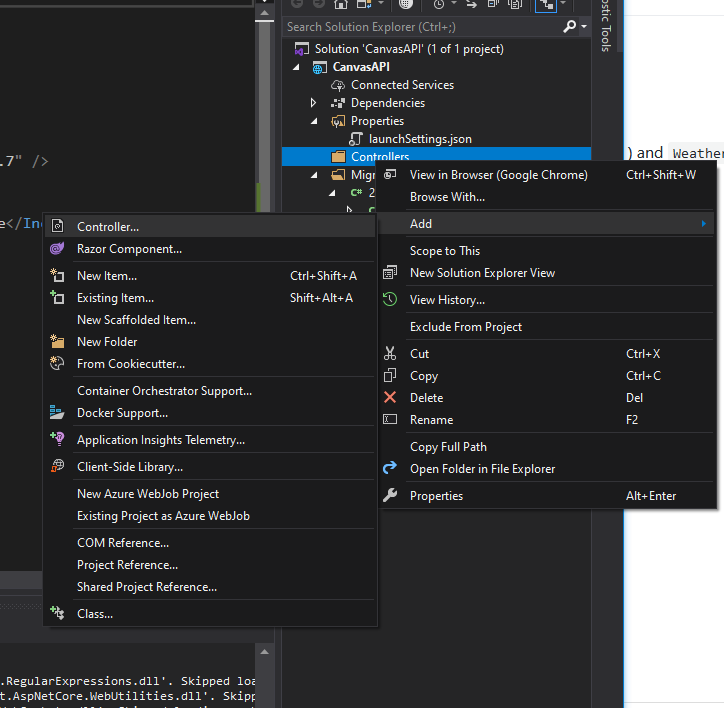 Search Solution Explorer (Ctrl+;)
Solution 'CanvasAPI' (1 of 1 project)
CanvasAPI
Connected Services
Dependencies
Properties
launchSettings.json
Controllers
Migr
C# 2
.7" />
e</In
) and Weather
ostic Tools
View in Browser (Google Chrome) Ctrl+Shift+W
Browse With...
Add
Scope to This
New Solution Explorer View
View History...
Exclude From Project
Cut Ctrl+X
Copy Ctrl+C
Delete Del
Rename F2
Copy Full Path
Open Folder in File Explorer
Properties Alt+Enter
Controller...
Razor Component...
New Item... Ctrl+Shift+A
Existing Item... Shift+Alt+A
New Scaffolded Item...
New Folder
From Cookiecutter...
Container Orchestrator Support...
Docker Support...
Application Insights Telemetry...
Client-Side Library...
New Azure WebJob Project
Existing Project as Azure WebJob
COM Reference...
Project Reference...
Shared Project Reference...
Class...
.RegularExpressions.dll'. Skipped loa
t.AspNetCore.WebUtilities.dll'. Skipp